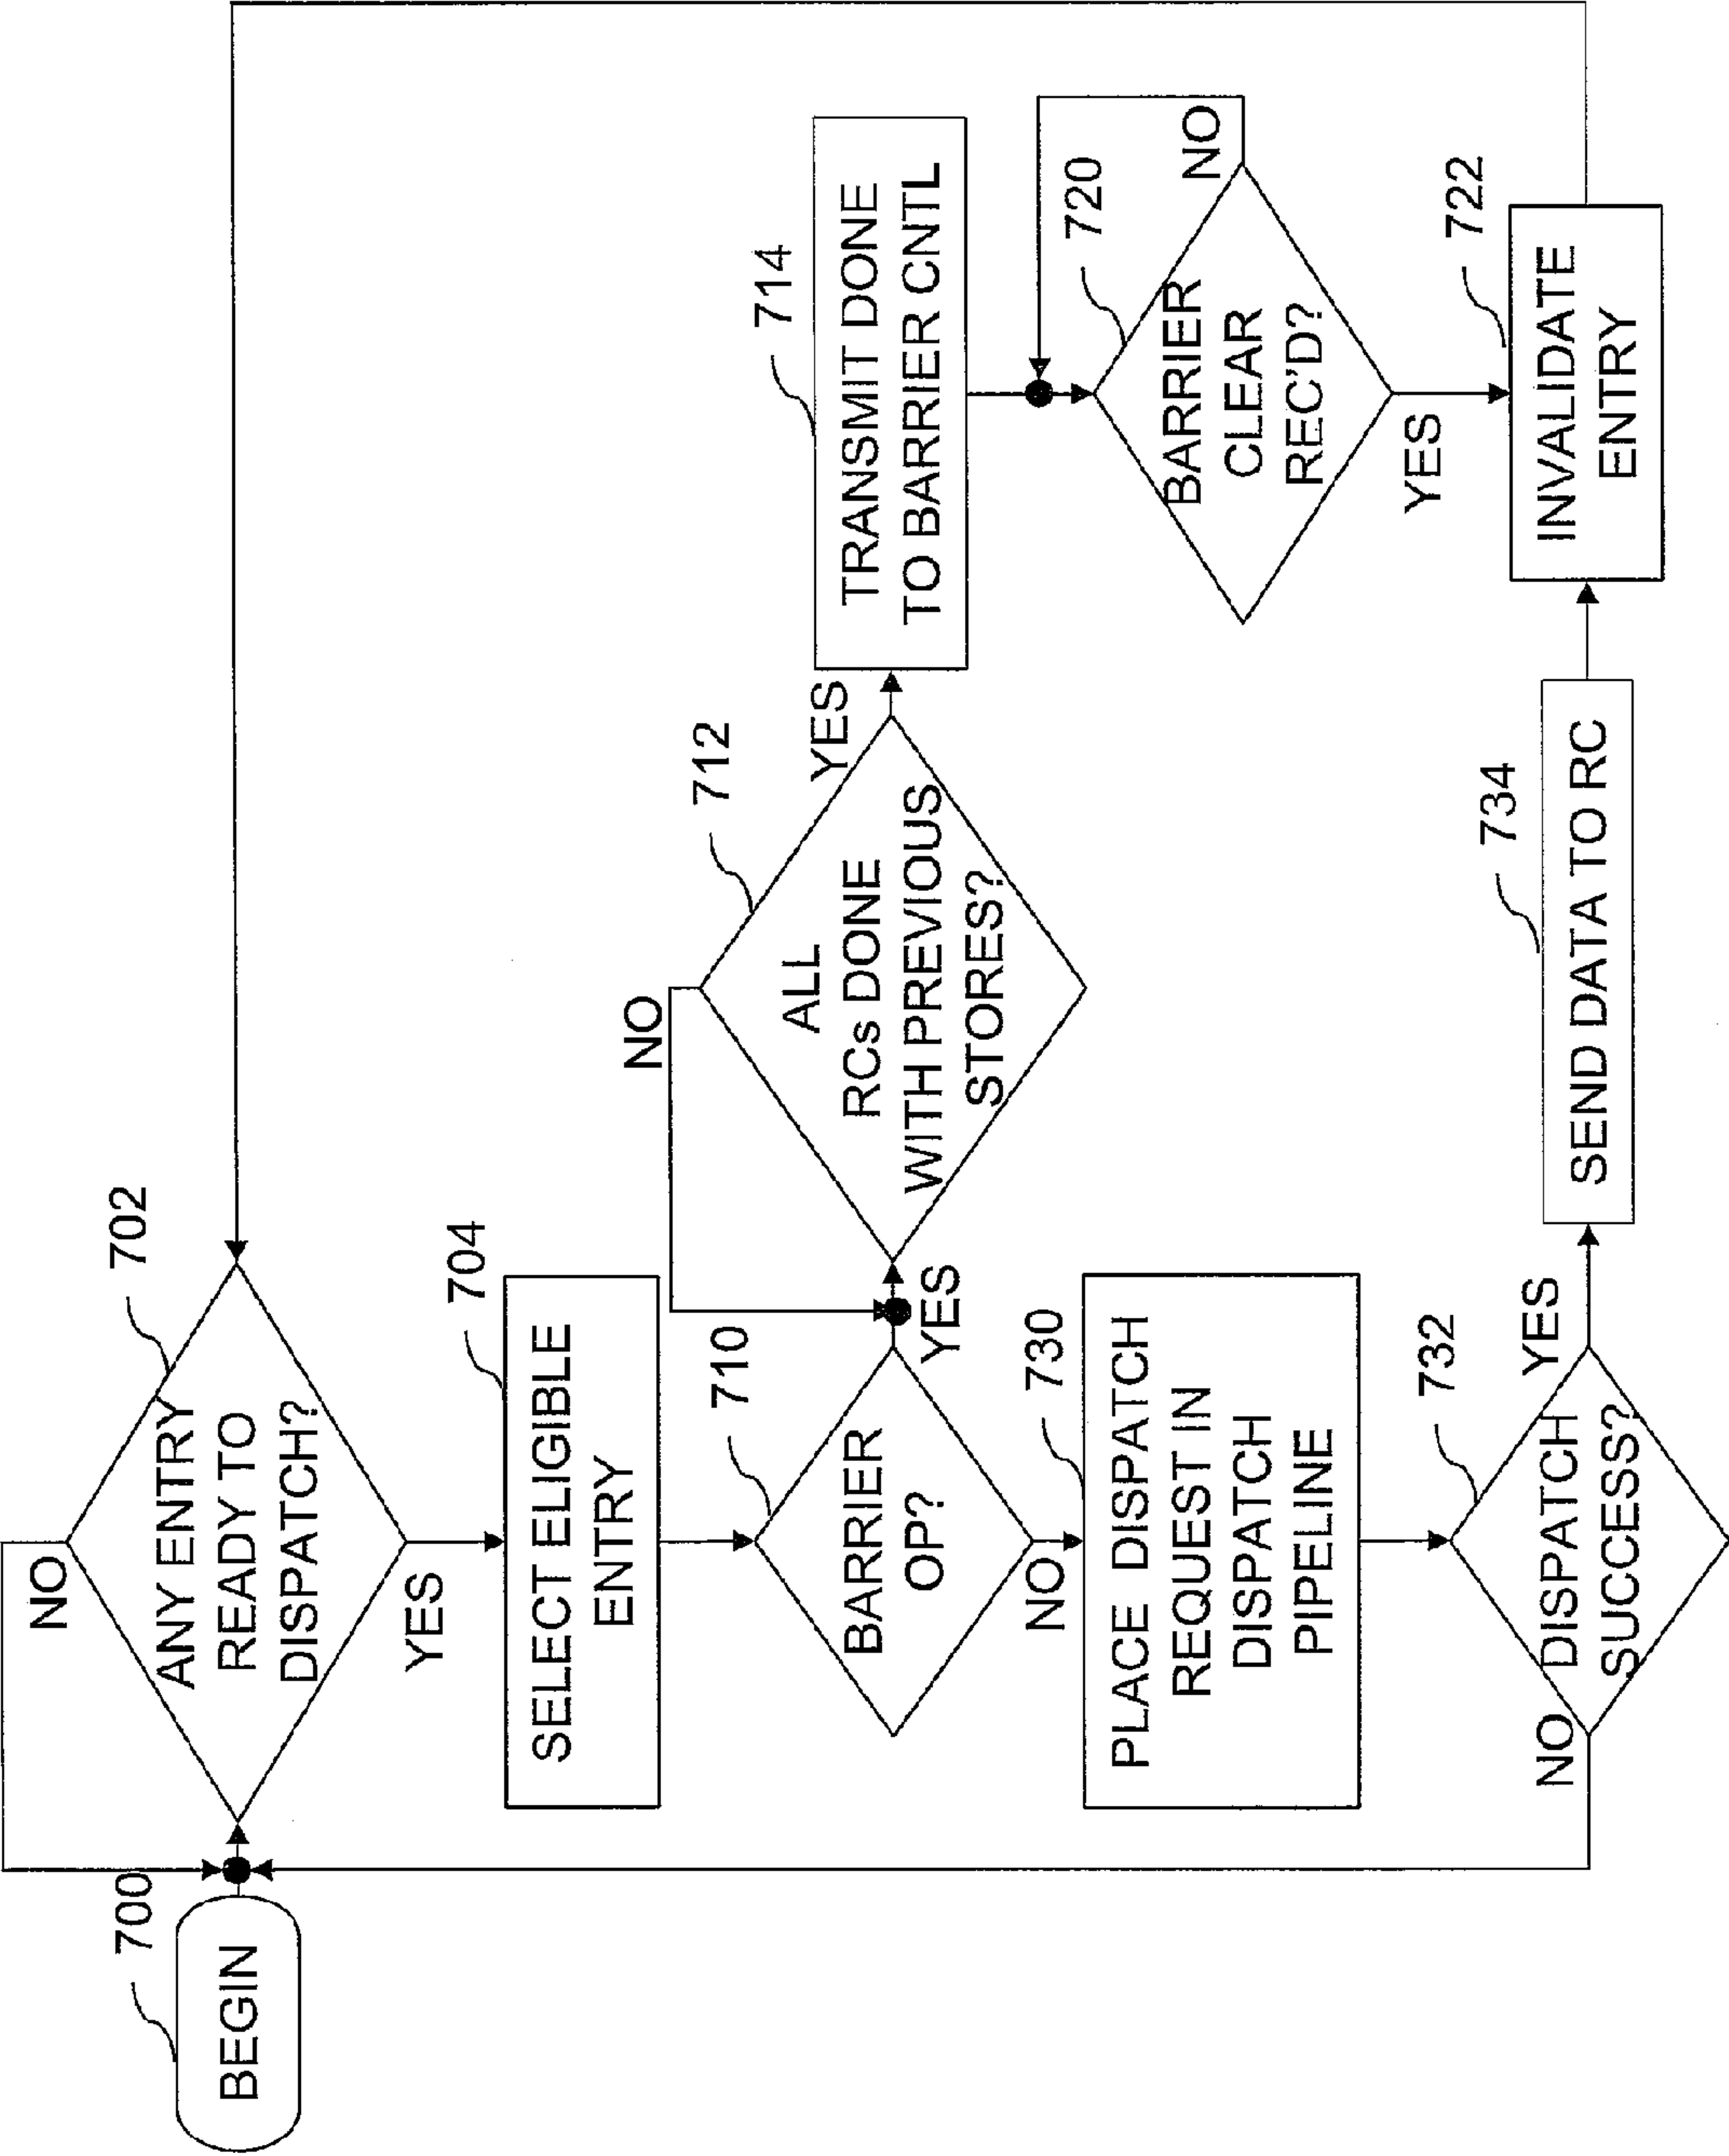 700
BEGIN
702
ANY ENTRY
READY TO
DISPATCH?
NO
YES
704
SELECT ELIGIBLE
ENTRY
710
BARRIER
OP?
YES
NO
712
ALL
RCs DONE
WITH PREVIOUS
STORES?
NO
YES
714
TRANSMIT DONE
TO BARRIER CNTL
720
BARRIER
CLEAR
REC'D?
NO
YES
722
INVALIDATE
ENTRY
730
PLACE DISPATCH
REQUEST IN
DISPATCH
PIPELINE
732
DISPATCH
SUCCESS?
NO
YES
734
SEND DATA TO RC